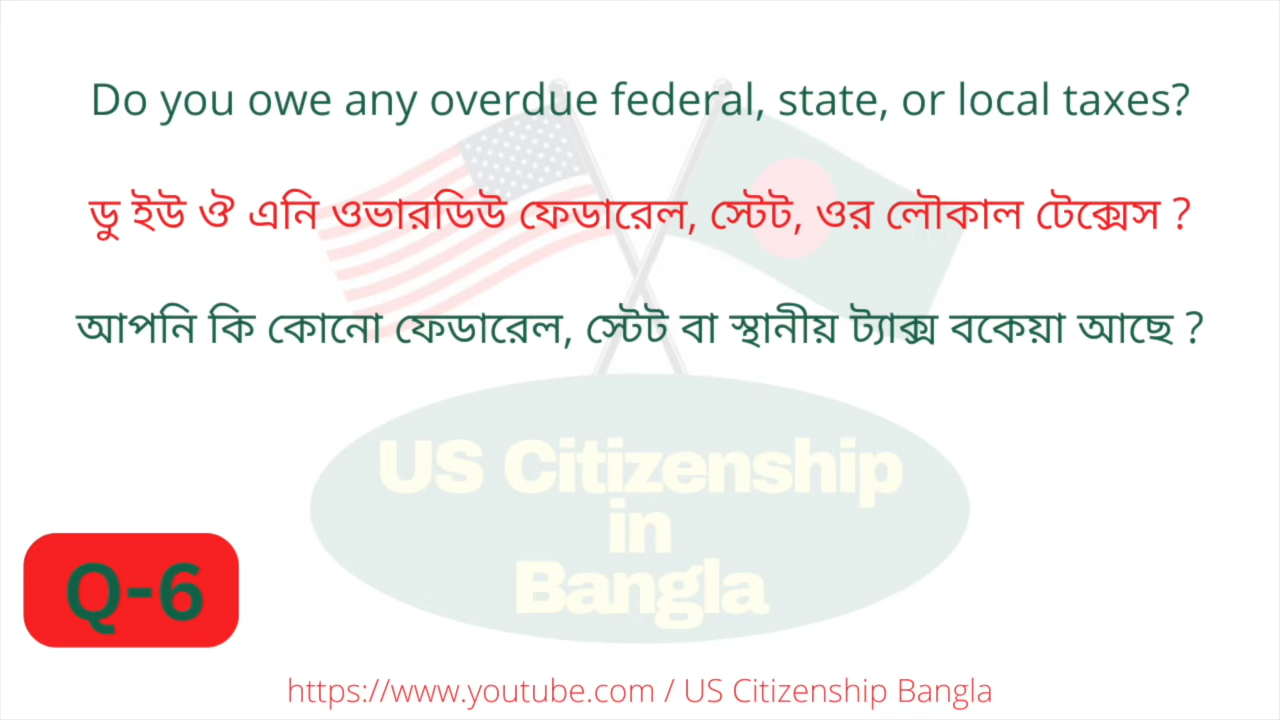 Do you owe any overdue federal, state, or local taxes?
ডু ইউ ঔ এনি ওভারডিউ ফেডারেল, স্টেট, ওর লৌকাল টেক্সেস ?
আপনি কি কোনো ফেডারেল, স্টেট বা স্থানীয় ট্যাক্স বকেয়া আছে ?
US Citizenship
in
Bangla
Q-6
https://www.youtube.com / US Citizenship Bangla